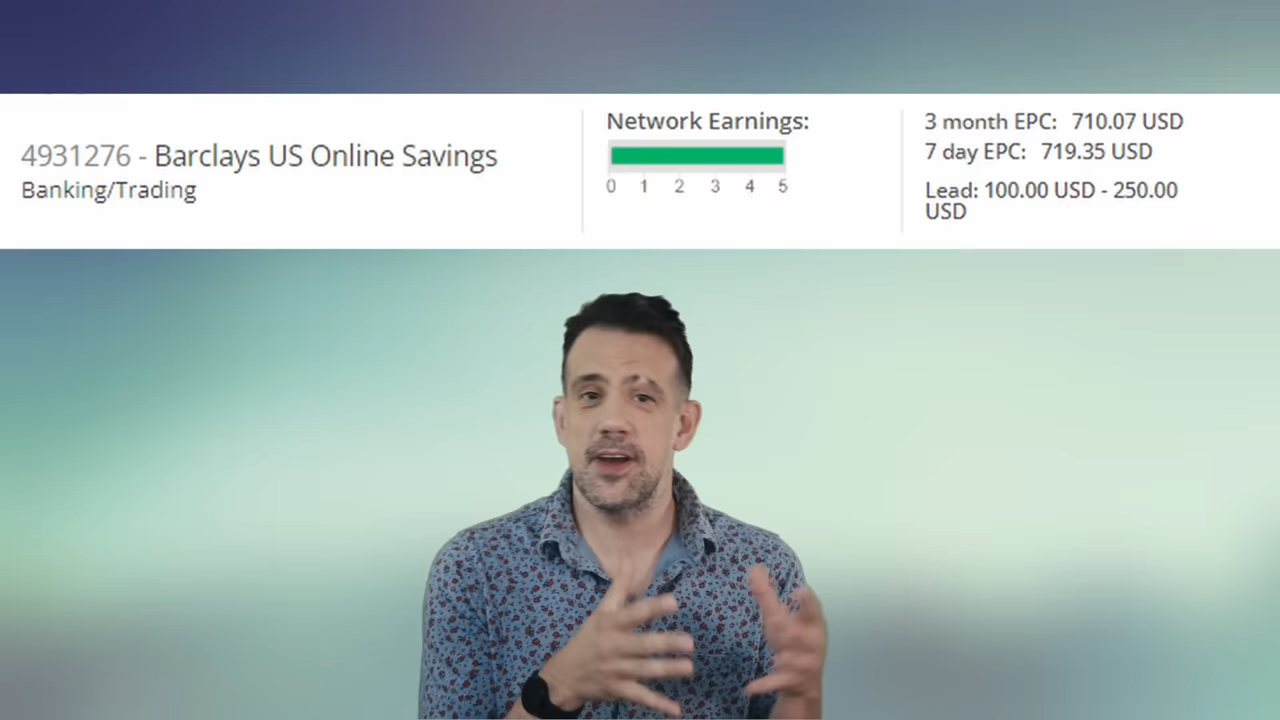 4931276 - Barclays US Online Savings
Banking/Trading
Network Earnings:
0 1 2 3 4 5
3 month EPC: 710.07 USD
7 day EPC: 719.35 USD
Lead: 100.00 USD - 250.00
USD